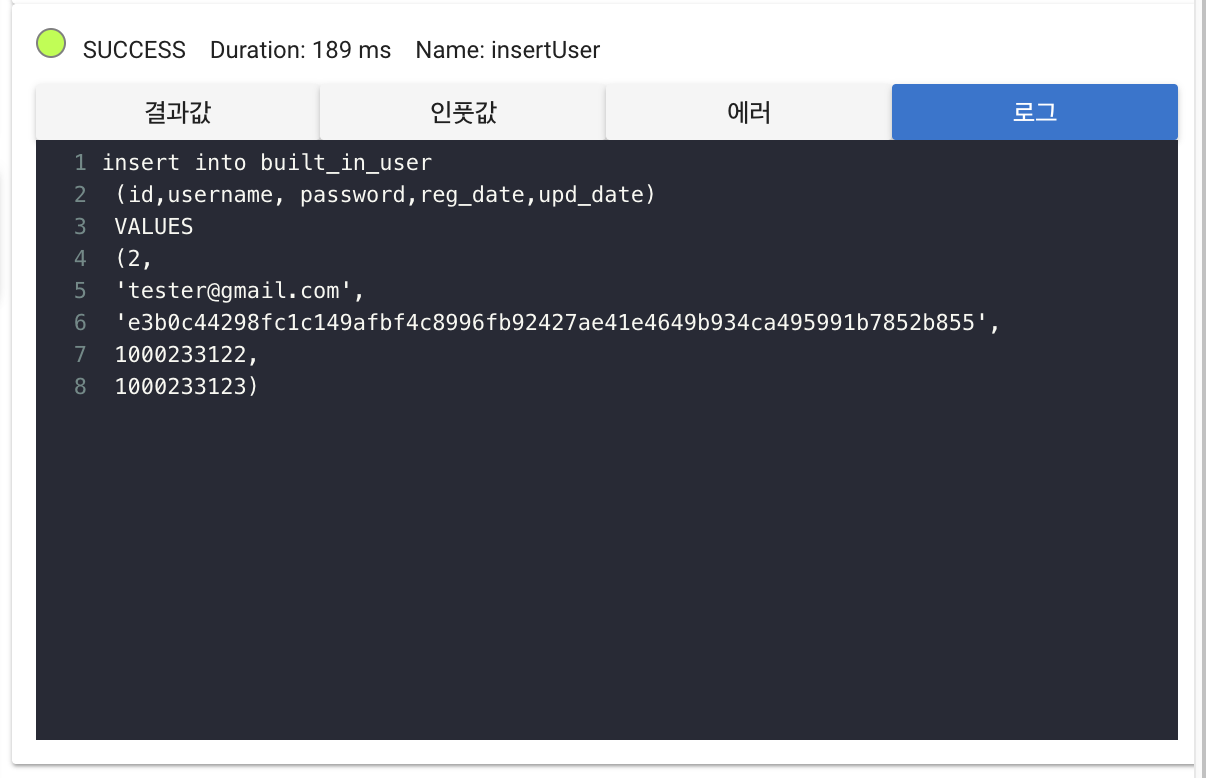 SUCCESS Duration: 189 ms Name: insertUser
결과값 인풋값 에러 로그
1 insert into built_in_user
2 (id,username, password,reg_date,upd_date)
3 VALUES
4 (2,
5 'tester@gmail.com',
6 'e3b0c44298fc1c149afbf4c8996fb92427ae41e4649b934ca495991b7852b855',
7 1000233122,
8 1000233123)